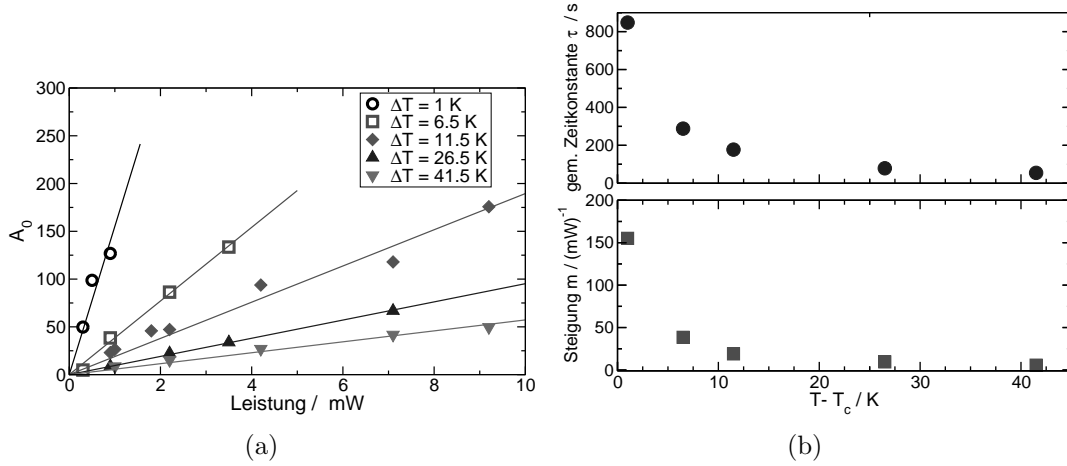 300
250
200
150
100
50
0
A₀
0 2 4 6 8 10
Leistung / mW
ΔT = 1 K
ΔT = 6.5 K
ΔT = 11.5 K
ΔT = 26.5 K
ΔT = 41.5 K
(a)
800
600
400
200
0
gem. Zeitkonstante τ / s
200
150
100
50
0
Steigung m / (mW)⁻¹
0 10 20 30 40
T- T_c / K
(b)